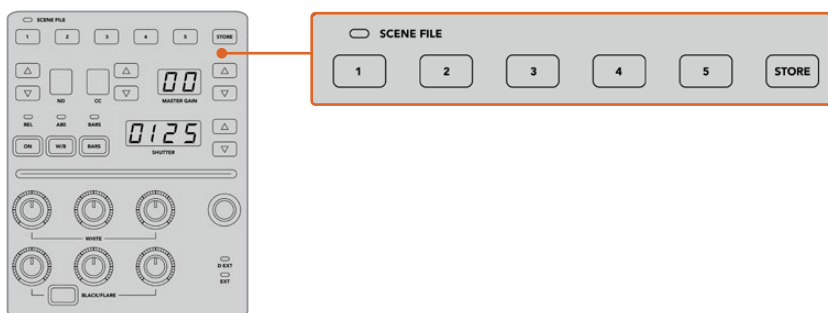 SCENE FILE
1 2 3 4 5 STORE
ND CC 00 MASTER GAIN
REL ABS BARS
ON W/B BARS
0125
SHUTTER
WHITE
D EXT
EXT
BLACK/FLARE
SCENE FILE
1 2 3 4 5 STORE